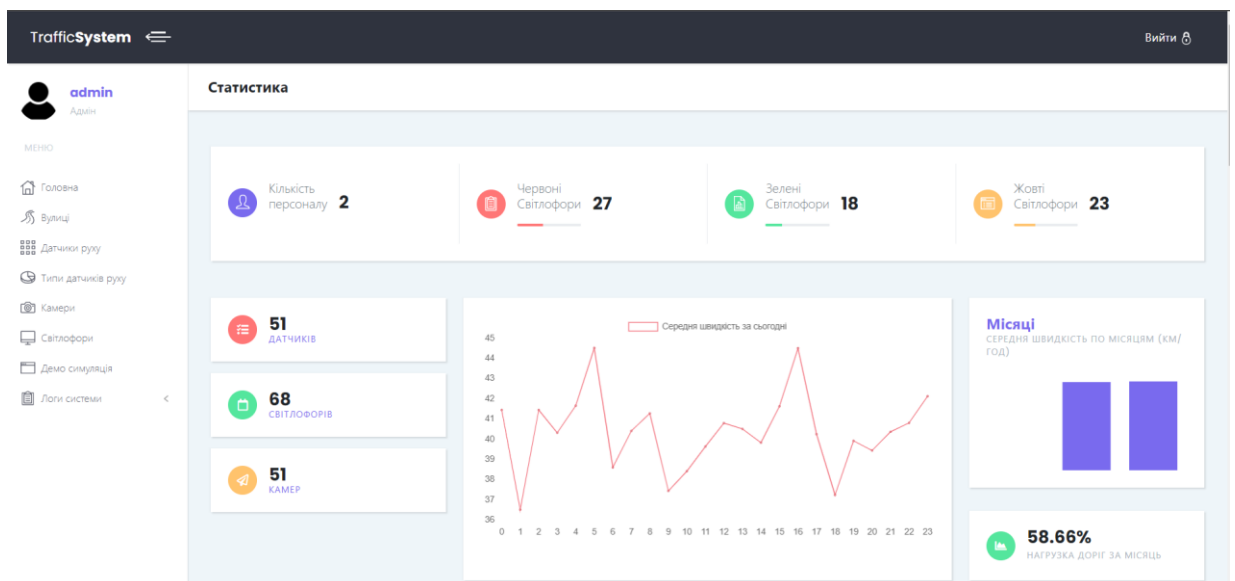 TrafficSystem
Вийти
admin
Адмін
МЕНЮ
Головна
Вулиці
Датчики руху
Типи датчиків руху
Камери
Світлофори
Демо симуляція
Логи системи <
Статистика
Кількість
персоналу 2
Червоні
Світлофори 27
Зелені
Світлофори 18
Жовті
Світлофори 23
51
ДАТЧИКІВ
68
СВІТЛОФОРІВ
51
КАМЕР
Середня швидкість за сьогодні
45
44
43
42
41
40
39
38
37
36
0 1 2 3 4 5 6 7 8 9 10 11 12 13 14 15 16 17 18 19 20 21 22 23
Місяці
СЕРЕДНЯ ШВИДКІСТЬ ПО МІСЯЦЯМ (КМ/
ГОД)
58.66%
НАГРУЗКА ДОРІГ ЗА МІСЯЦЬ